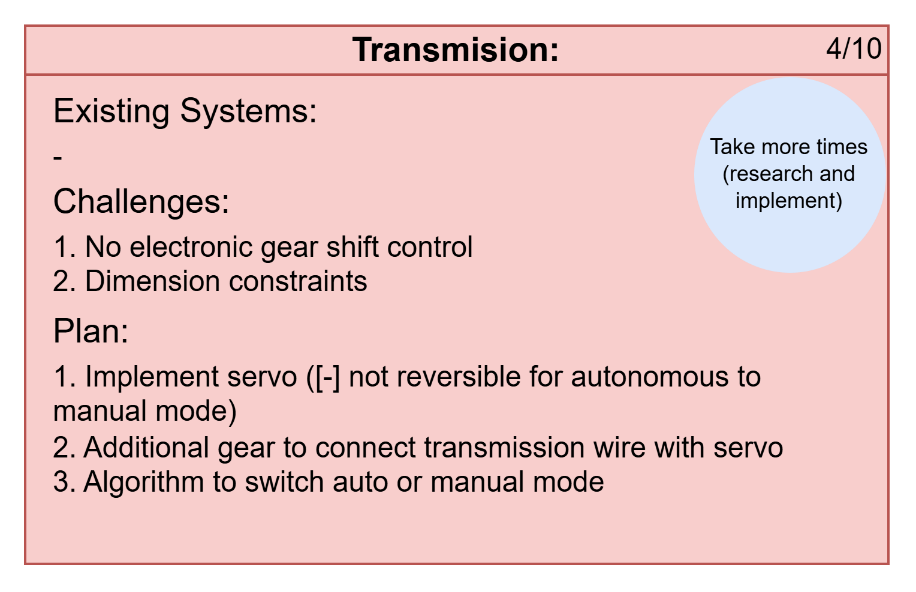 Transmision:
4/10
Existing Systems:
-
Take more times
(research and
implement)
Challenges:
1. No electronic gear shift control
2. Dimension constraints
Plan:
1. Implement servo ([-] not reversible for autonomous to
manual mode)
2. Additional gear to connect transmission wire with servo
3. Algorithm to switch auto or manual mode